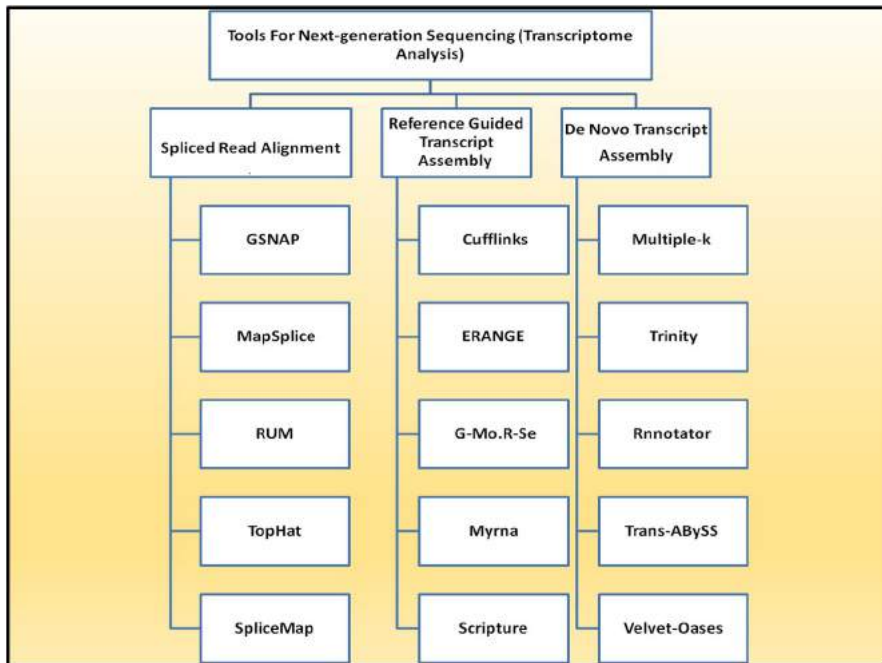 Tools For Next-generation Sequencing (Transcriptome
Analysis)
Spliced Read Alignment
Reference Guided
Transcript
Assembly
De Novo Transcript
Assembly
GSNAP
Cufflinks
Multiple-k
MapSplice
ERANGE
Trinity
RUM
G-Mo.R-Se
Rnnotator
TopHat
Myrna
Trans-ABySS
SpliceMap
Scripture
Velvet-Oases